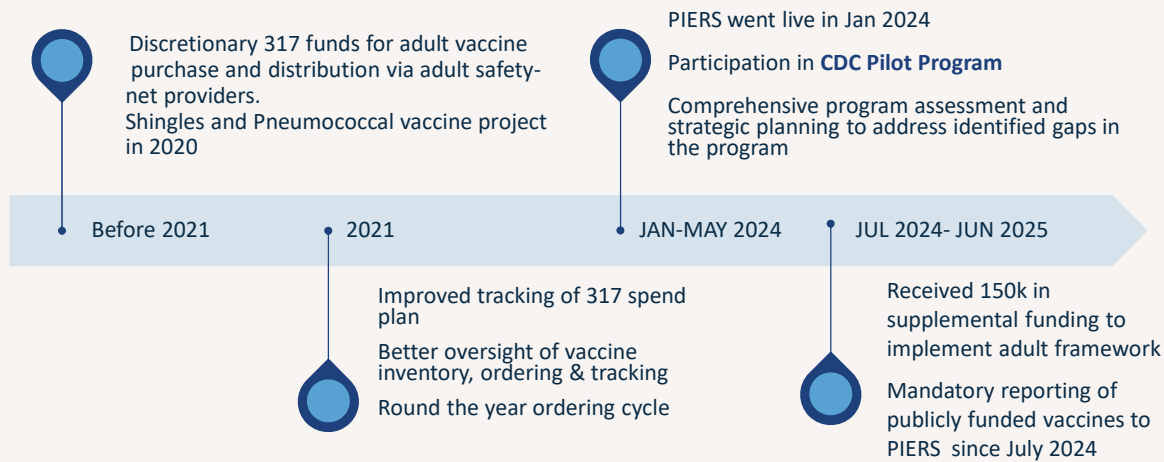 Discretionary 317 funds for adult vaccine
purchase and distribution via adult safety-
net providers.
Shingles and Pneumococcal vaccine project
in 2020
PIERS went live in Jan 2024
Participation in CDC Pilot Program
Comprehensive program assessment and
strategic planning to address identified gaps in
the program
Before 2021
2021
JAN-MAY 2024
JUL 2024- JUN 2025
Improved tracking of 317 spend
plan
Better oversight of vaccine
inventory, ordering & tracking
Round the year ordering cycle
Received 150k in
supplemental funding to
implement adult framework
Mandatory reporting of
publicly funded vaccines to
PIERS since July 2024